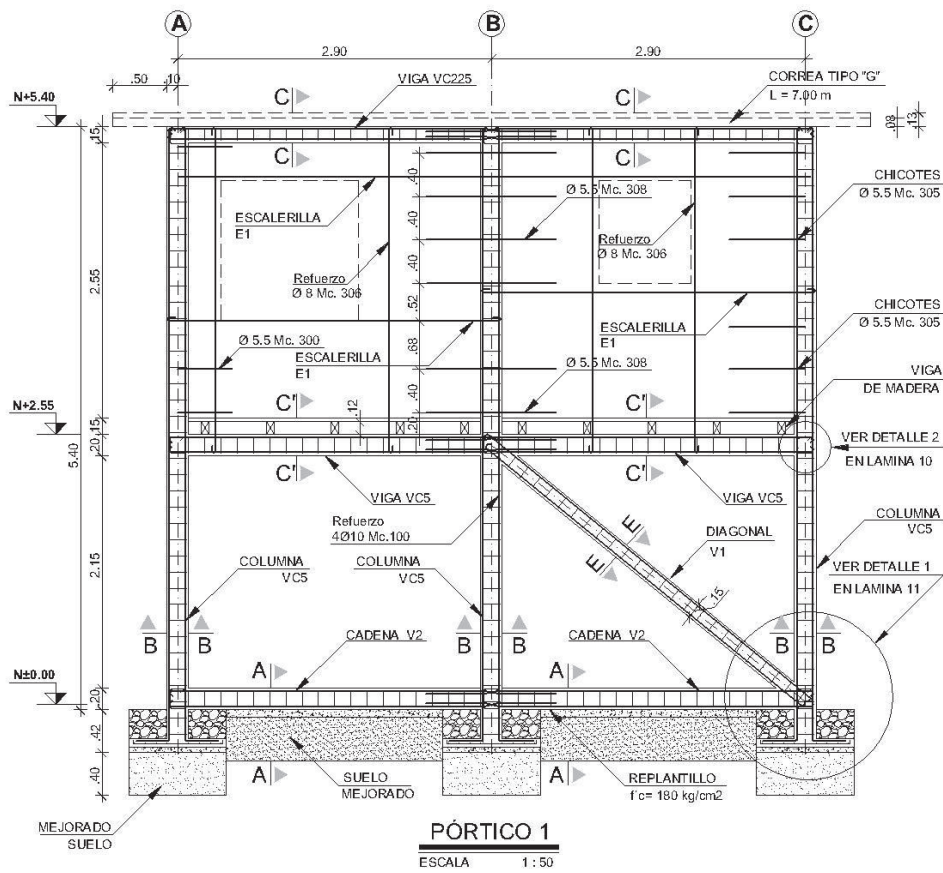 A
B
C
2.90
2.90
.50
.10
VIGA VC225
CORREA TIPO "G"
L = 7.00 m
N+5.40
C
C
.15
.08
.13
C
C
CHICOTES
Ø 5.5 Mc. 305
Ø 5.5 Mc. 308
.40
ESCALERILLA
E1
Refuerzo
Ø 8 Mc. 306
.40
Refuerzo
Ø 8 Mc. 306
2.55
.40
.52
ESCALERILLA
E1
CHICOTES
Ø 5.5 Mc. 305
Ø 5.5 Mc. 300
ESCALERILLA
E1
.68
Ø 5.5 Mc. 308
.40
VIGA
DE MADERA
C'
.12
C'
N+2.55
.15
.20
.20
5.40
VER DETALLE 2
EN LAMINA 10
C'
C'
VIGA VC5
VIGA VC5
Refuerzo
4Ø10 Mc.100
E
E
DIAGONAL
V1
COLUMNA
VC5
2.15
COLUMNA
VC5
COLUMNA
VC5
.15
VER DETALLE 1
EN LAMINA 11
B
B
B
B
B
B
CADENA V2
CADENA V2
N±0.00
A
A
.20
.42
.40
A
A
SUELO
MEJORADO
REPLANTILLO
f'c= 180 kg/cm2
MEJORADO
SUELO
PÓRTICO 1
ESCALA 1 : 50